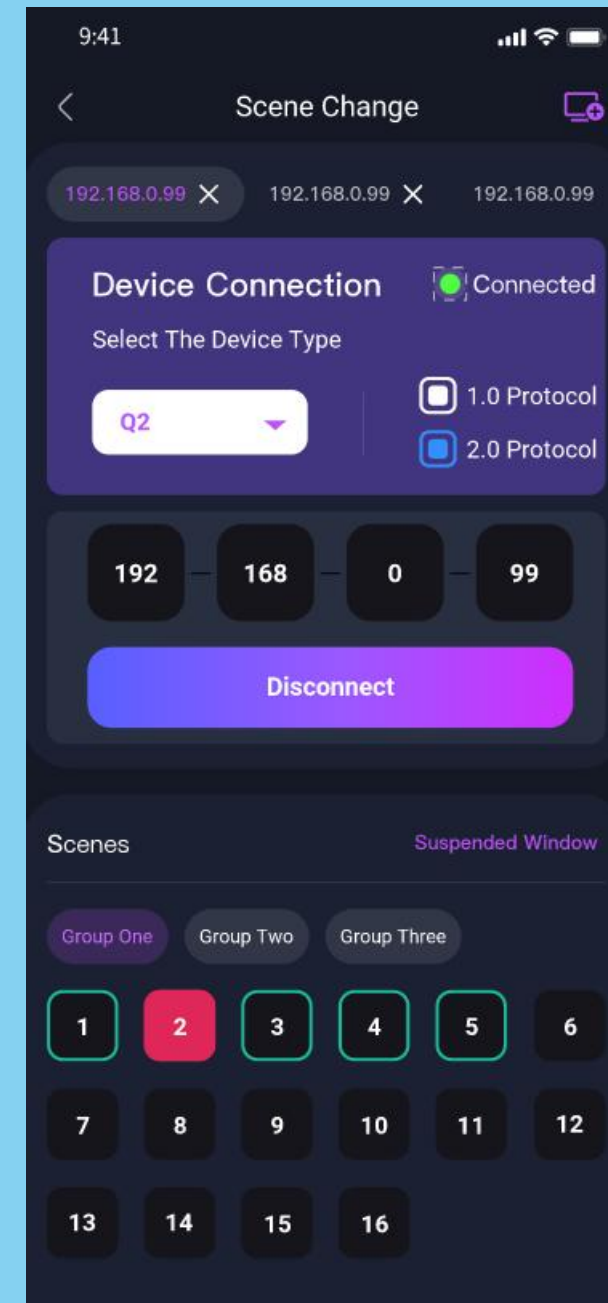 9:41
Scene Change
192.168.0.99 192.168.0.99 192.168.0.99
Device Connection Connected
Select The Device Type
Q2
1.0 Protocol
2.0 Protocol
192 168 0 99
Disconnect
Scenes Suspended Window
Group One Group Two Group Three
1 2 3 4 5 6
7 8 9 10 11 12
13 14 15 16